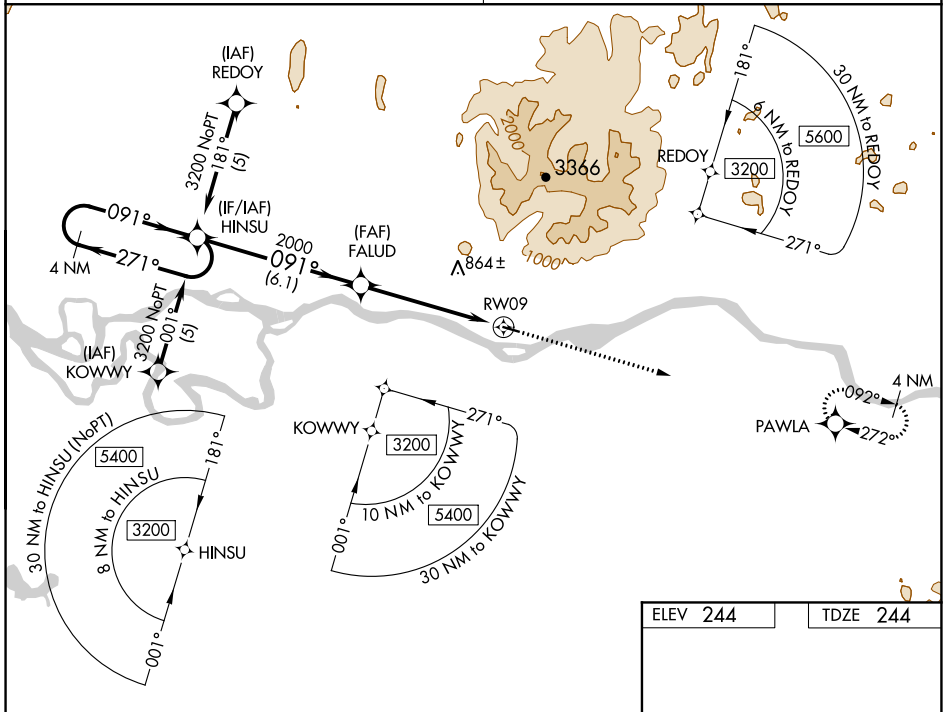 (IAF)
REDOY
3200 NoPT
181°
(5)
091°
(IF/IAF)
HINSU
271°
4 NM
2000
091°
(6.1)
(FAF)
FALUD
3200 NoPT
001°
(5)
(IAF)
KOWWY
2000
3366
1000'
864±
RW09
181°
30 NM to REDOY
6 NM to REDOY
5600
3200
REDOY
271°
4 NM
092°
272°
PAWLA
30 NM to HINSU (NoPT)
5400
181°
8 NM to HINSU
3200
HINSU
001°
KOWWY
271°
3200
10 NM to KOWWY
5400
30 NM to KOWWY
001°
ELEV 244
TDZE 244